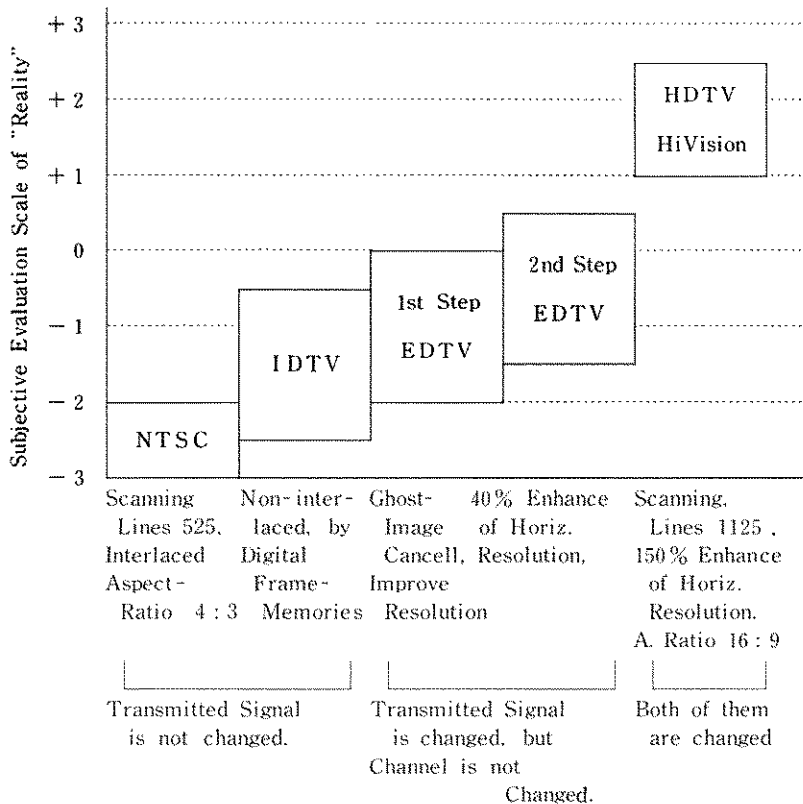 Subjective Evaluation Scale of "Reality"
+ 3
+ 2
+ 1
0
− 1
− 2
− 3
NTSC
IDTV
1st Step
EDTV
2nd Step
EDTV
HDTV
HiVision
Scanning
Lines 525,
Interlaced
Aspect-
Ratio 4 : 3
Non-inter-
laced, by
Digital
Frame-
Memories
Ghost-
Image
Cancell,
Improve
Resolution
40% Enhance
of Horiz.
Resolution,
Scanning,
Lines 1125 ,
150% Enhance
of Horiz.
Resolution.
A. Ratio 16 : 9
Transmitted Signal
is not changed.
Transmitted Signal
is changed, but
Channel is not
Changed.
Both of them
are changed